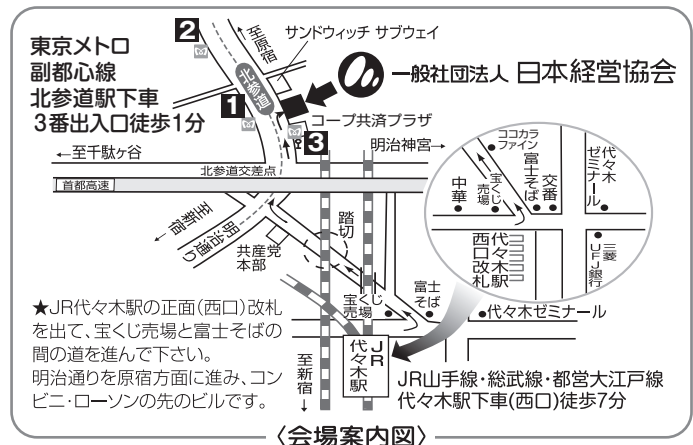 東京メトロ
副都心線
北参道駅下車
3番出入口徒歩1分
2
至原宿
サンドウィッチ サブウェイ
北参道
一般社団法人 日本経営協会
1
3
コープ共済プラザ
←至千駄ヶ谷
明治神宮→
北参道交差点
首都高速
至新宿
明治通り
共産党
本部
踏切
宝くじ
売場
富士
そば
代々木ゼミナール
ココカラ
ファイン
中華
宝くじ
売場
富士そば
交番
代々木
ゼミナール
代々木駅
西口改札
三菱
UFJ銀行
★JR代々木駅の正面(西口)改札
を出て、宝くじ売場と富士そばの
間の道を進んで下さい。
明治通りを原宿方面に進み、コン
ビニ・ローソンの先のビルです。
至新宿
JR
代々木駅
JR山手線・総武線・都営大江戸線
代々木駅下車(西口)徒歩7分
〈会場案内図〉